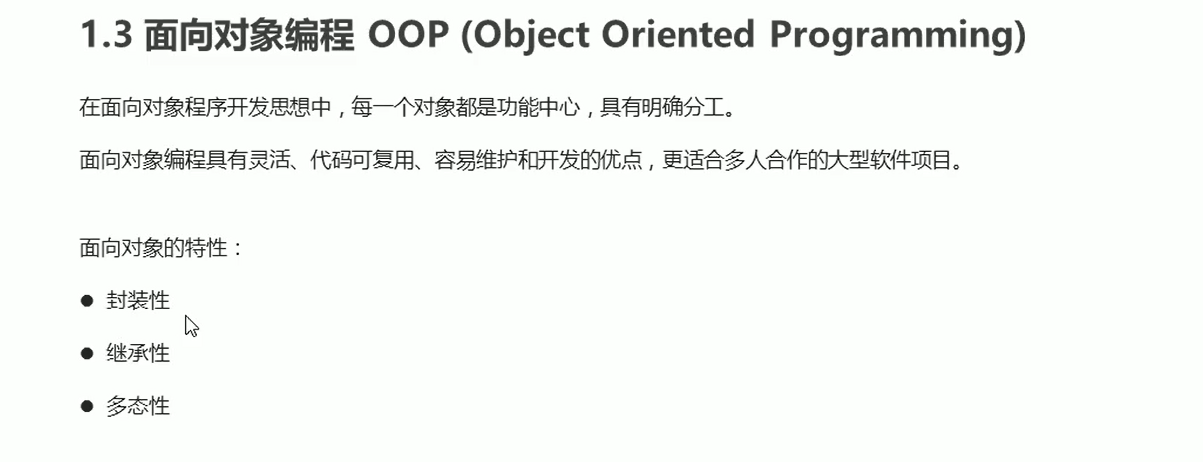 1.3 面向对象编程 OOP (Object Oriented Programming)
在面向对象程序开发思想中，每一个对象都是功能中心，具有明确分工。
面向对象编程具有灵活、代码可复用、容易维护和开发的优点，更适合多人合作的大型软件项目。
面向对象的特性：
● 封装性
● 继承性
● 多态性